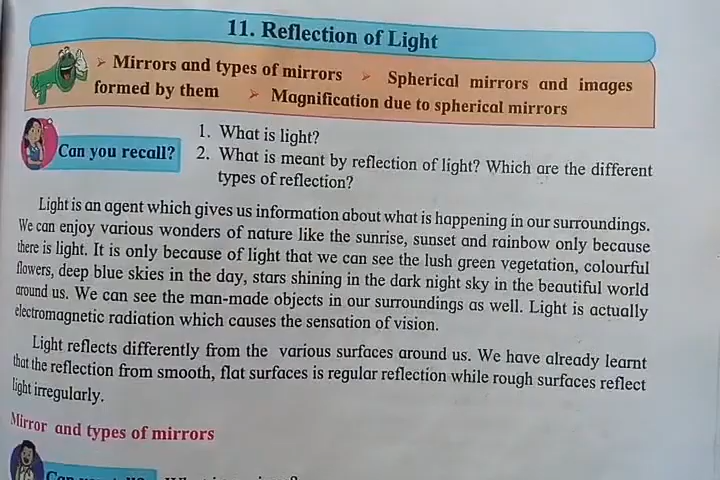 11. Reflection of Light
➢ Mirrors and types of mirrors ➢ Spherical mirrors and images
formed by them ➢ Magnification due to spherical mirrors
Can you recall?
1. What is light?
2. What is meant by reflection of light? Which are the different
types of reflection?
Light is an agent which gives us information about what is happening in our surroundings.
We can enjoy various wonders of nature like the sunrise, sunset and rainbow only because
there is light. It is only because of light that we can see the lush green vegetation, colourful
flowers, deep blue skies in the day, stars shining in the dark night sky in the beautiful world
around us. We can see the man-made objects in our surroundings as well. Light is actually
electromagnetic radiation which causes the sensation of vision.
Light reflects differently from the various surfaces around us. We have already learnt
that the reflection from smooth, flat surfaces is regular reflection while rough surfaces reflect
light irregularly.
Mirror and types of mirrors